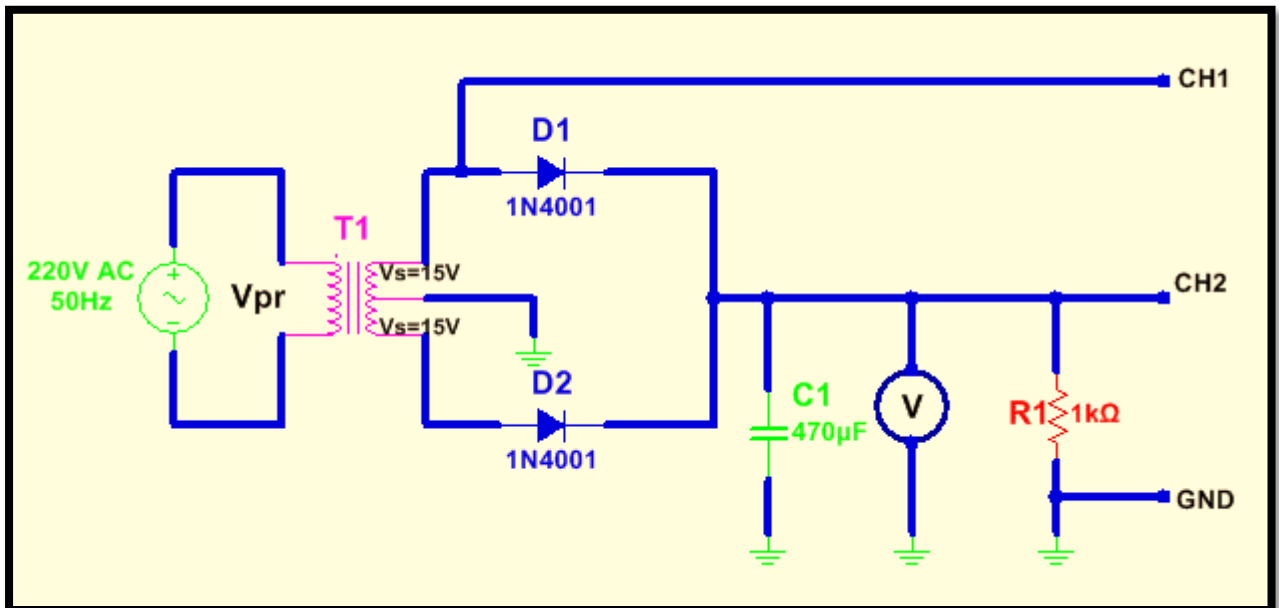 CH1
D1
1N4001
T1
220V AC
50Hz
Vpr
Vs=15V
Vs=15V
CH2
D2
1N4001
C1
470µF
V
R1
1kΩ
GND